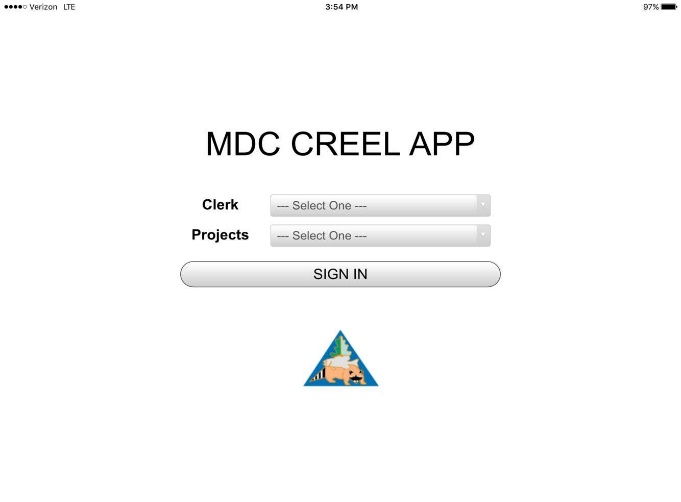 Verizon LTE 3:54 PM 97%
MDC CREEL APP
Clerk --- Select One ---
Projects --- Select One ---
SIGN IN